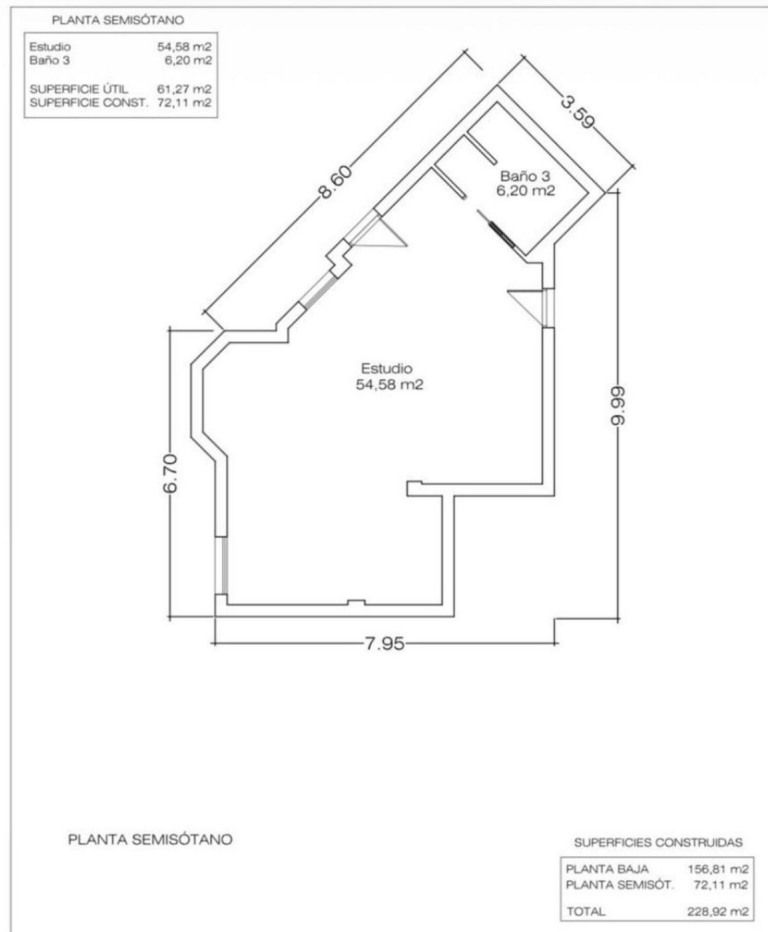 PLANTA SEMISÓTANO
Estudio 54,58 m2
Baño 3 6,20 m2
SUPERFICIE ÚTIL 61,27 m2
SUPERFICIE CONST. 72,11 m2
3.59
8.60
Baño 3
6,20 m2
Estudio
54,58 m2
9.99
6.70
7.95
PLANTA SEMISÓTANO
SUPERFICIES CONSTRUIDAS
PLANTA BAJA 156,81 m2
PLANTA SEMISÓT. 72,11 m2
TOTAL 228,92 m2